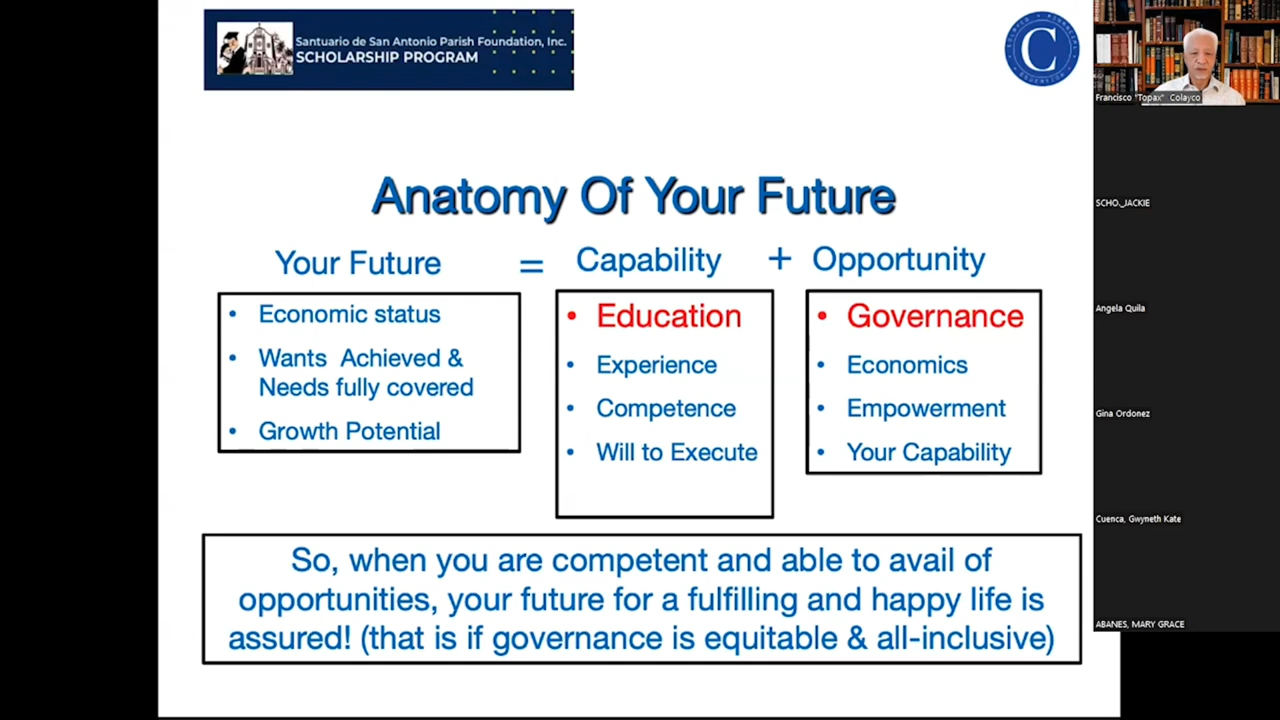 Santuario de San Antonio Parish Foundation, Inc.
SCHOLARSHIP PROGRAM
C
Francisco "Topax" Colayco
Anatomy Of Your Future
Your Future = Capability + Opportunity
• Economic status
• Wants Achieved &
Needs fully covered
• Growth Potential
• Education
• Experience
• Competence
• Will to Execute
• Governance
• Economics
• Empowerment
• Your Capability
So, when you are competent and able to avail of
opportunities, your future for a fulfilling and happy life is
assured! (that is if governance is equitable & all-inclusive)
SCHO._JACKIE
Angela Quila
Gina Ordonez
Cuenca, Gwyneth Kate
ABANES, MARY GRACE